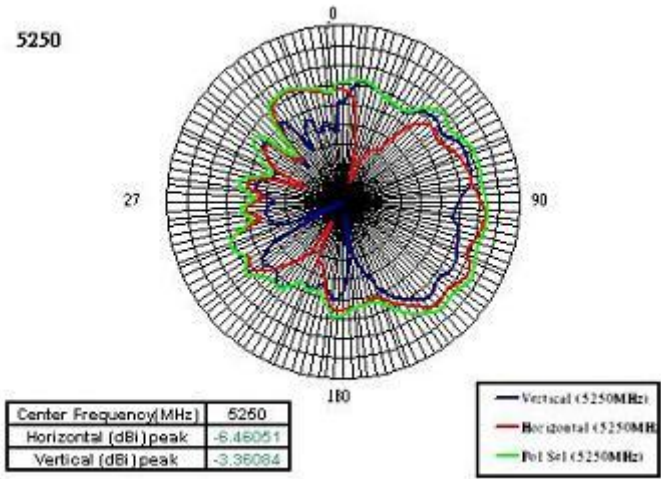 5250
0
27
90
180
Center Frequency(MHz) 5250
Horizontal (dBi)peak -6.46051
Vertical (dBi)peak -3.36084
Vertical (5250MHz)
Horizontal (5250MHz
Pol Sel (5250MHz)